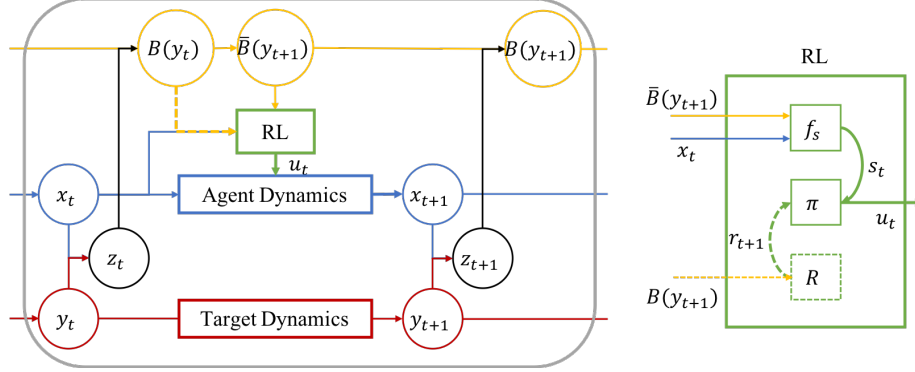 B(y_t)
B̄(y_{t+1})
B(y_{t+1})
RL
u_t
x_t
Agent Dynamics
x_{t+1}
z_t
z_{t+1}
y_t
Target Dynamics
y_{t+1}
RL
B̄(y_{t+1})
x_t
f_s
s_t
π
u_t
r_{t+1}
R
B(y_{t+1})